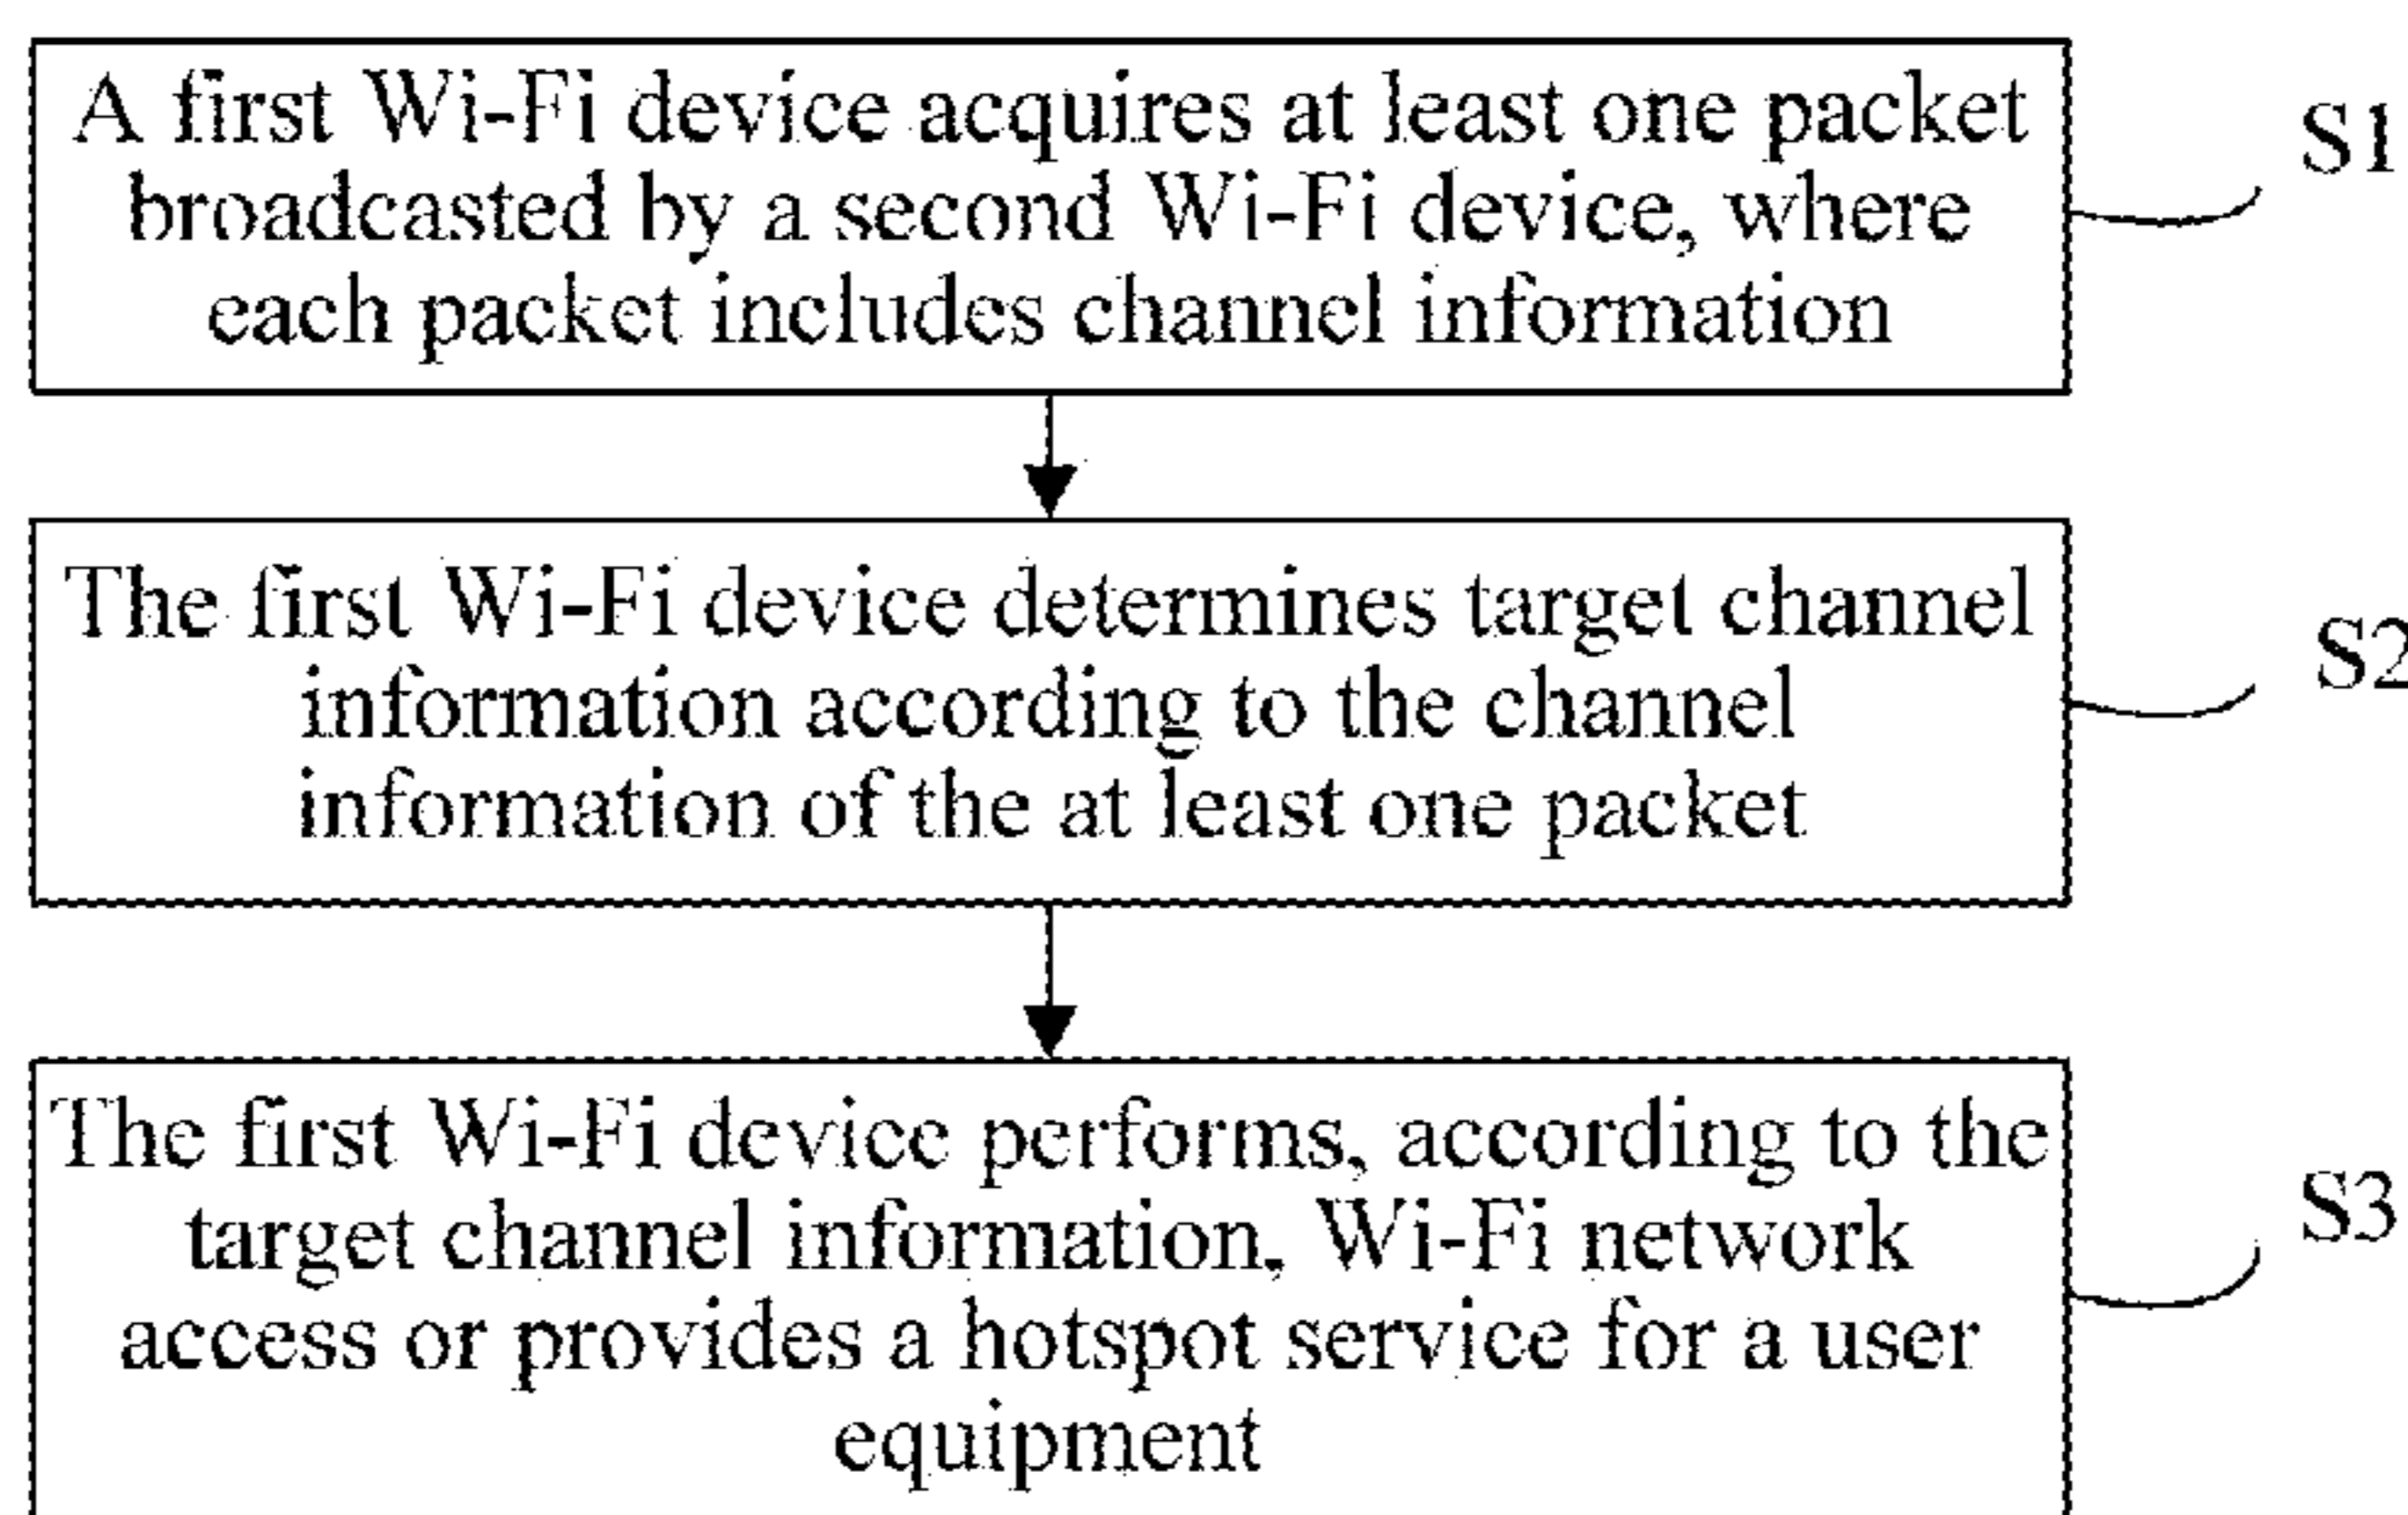 A first Wi-Fi device acquires at least one packet
broadcasted by a second Wi-Fi device, where
each packet includes channel information
S1
The first Wi-Fi device determines target channel
information according to the channel
information of the at least one packet
S2
The first Wi-Fi device performs, according to the
target channel information, Wi-Fi network
access or provides a hotspot service for a user
equipment
S3